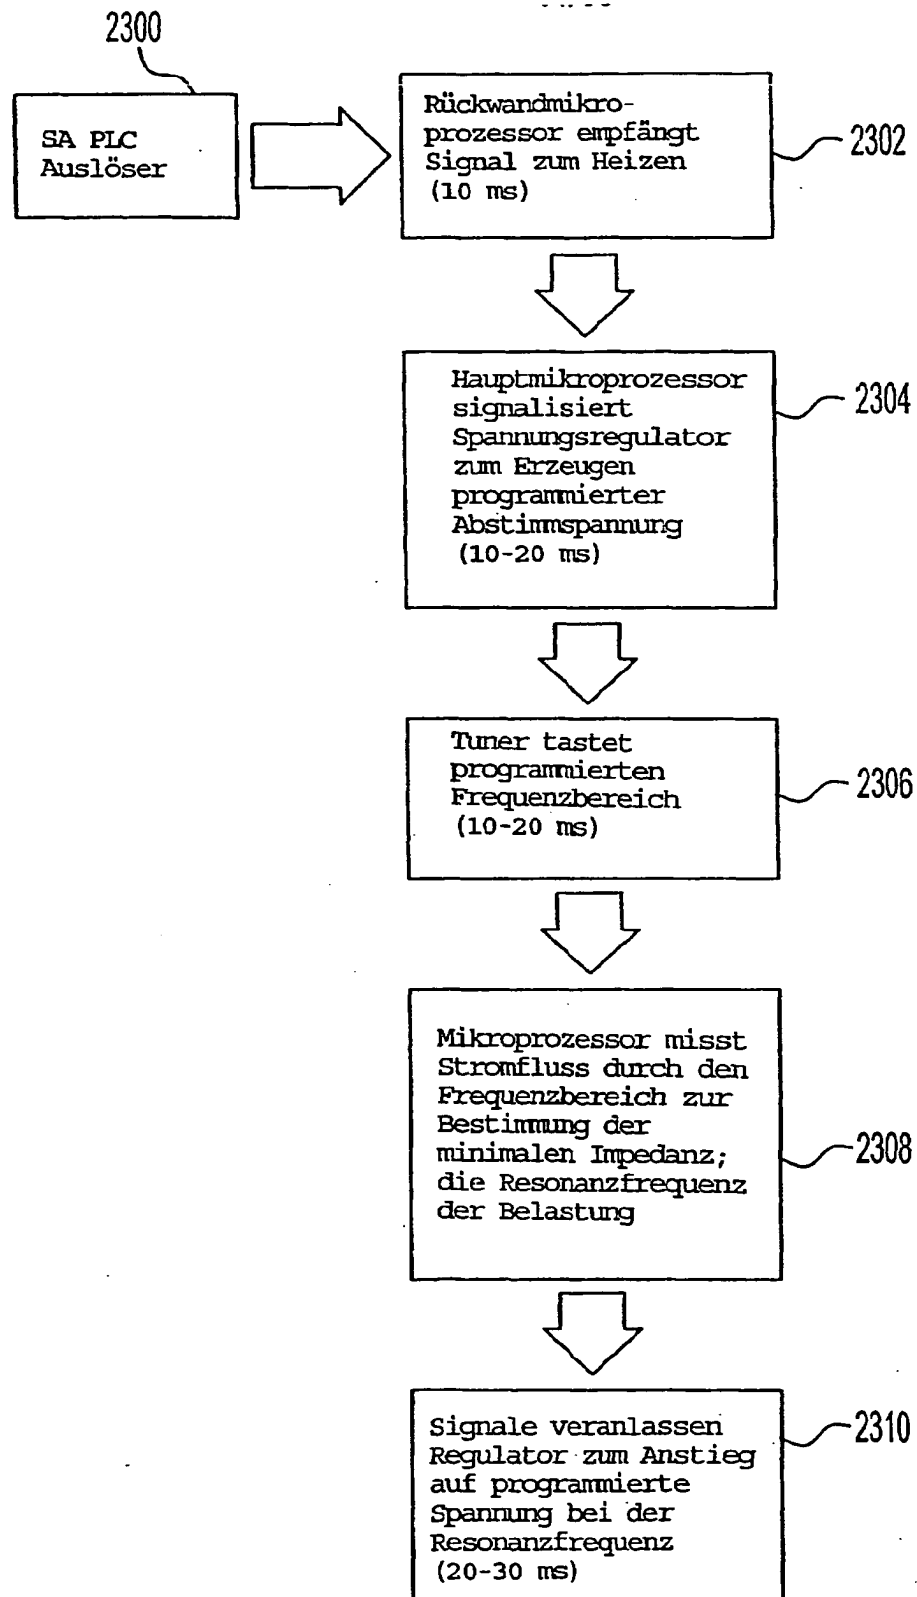 2300
SA PLC
Auslöser
Rückwandmikro-
prozessor empfängt
Signal zum Heizen
(10 ms)
2302
Hauptmikroprozessor
signalisiert
Spannungsregulator
zum Erzeugen
programmierter
Abstimmspannung
(10-20 ms)
2304
Tuner tastet
programmierten
Frequenzbereich
(10-20 ms)
2306
Mikroprozessor misst
Stromfluss durch den
Frequenzbereich zur
Bestimmung der
minimalen Impedanz;
die Resonanzfrequenz
der Belastung
2308
Signale veranlassen
Regulator zum Anstieg
auf programmierte
Spannung bei der
Resonanzfrequenz
(20-30 ms)
2310